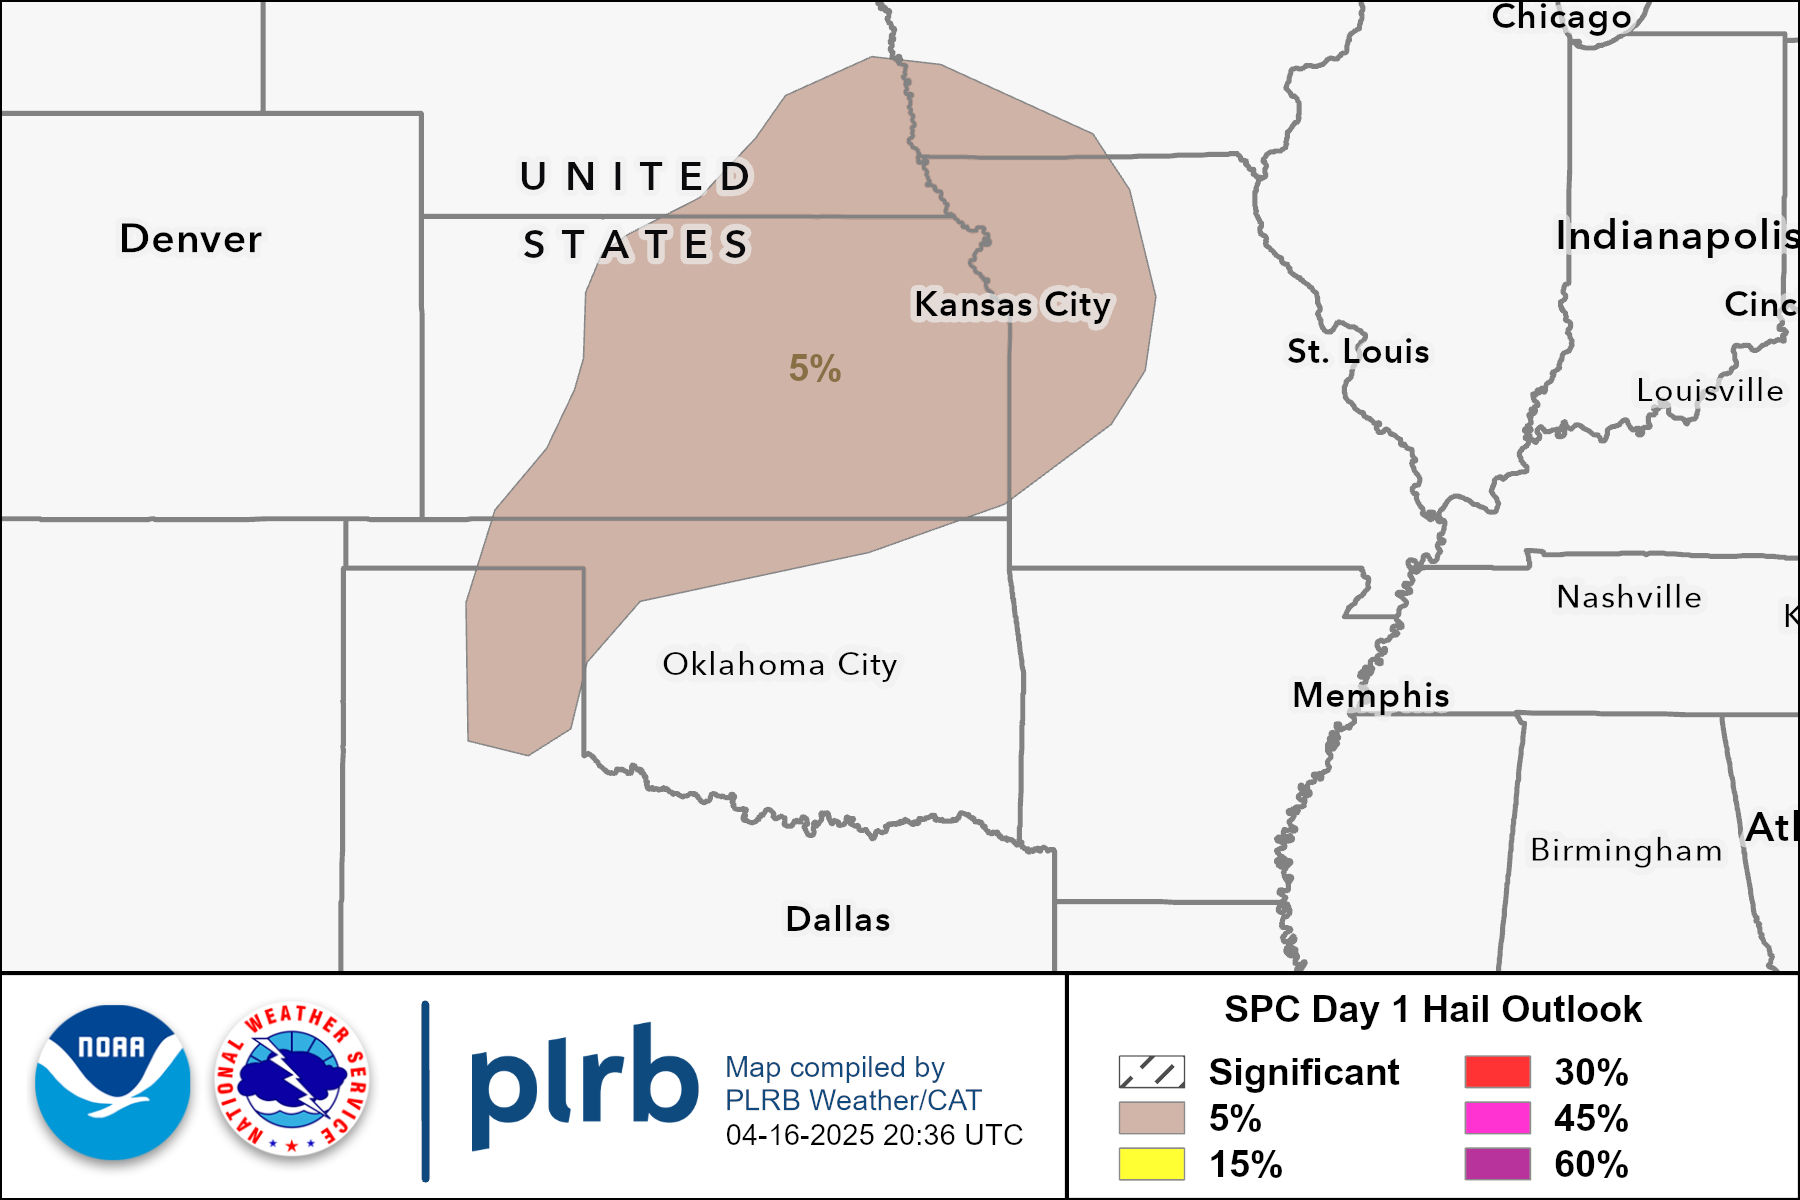 Chicago
UNITED
STATES
Denver
Indianapolis
Kansas City
Cinc
5%
St. Louis
Louisville
Nashville
K
Oklahoma City
Memphis
Atl
Birmingham
Dallas
NOAA
NATIONAL WEATHER SERVICE
plrb
Map compiled by
PLRB Weather/CAT
04-16-2025 20:36 UTC
SPC Day 1 Hail Outlook
Significant
5%
15%
30%
45%
60%